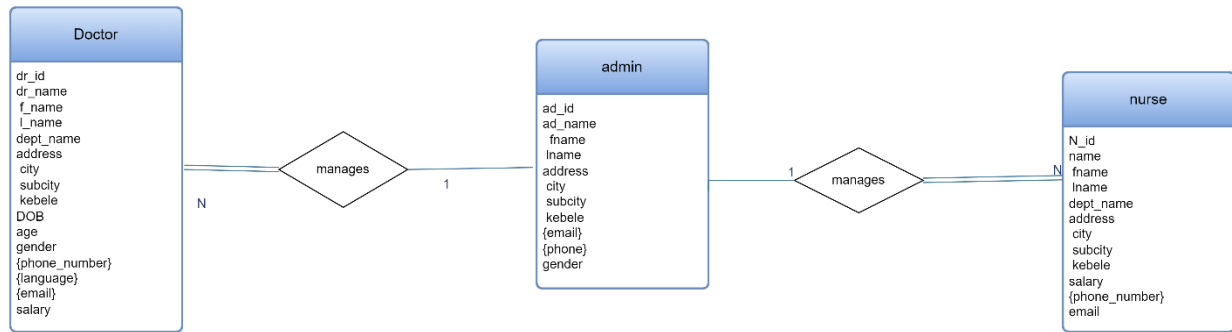 Doctor
dr_id
dr_name
f_name
l_name
dept_name
address
city
subcity
kebele
DOB
age
gender
{phone_number}
{language}
{email}
salary
N
manages
1
admin
ad_id
ad_name
fname
lname
address
city
subcity
kebele
{email}
{phone}
gender
1
manages
N
nurse
N_id
name
fname
lname
dept_name
address
city
subcity
kebele
salary
{phone_number}
email